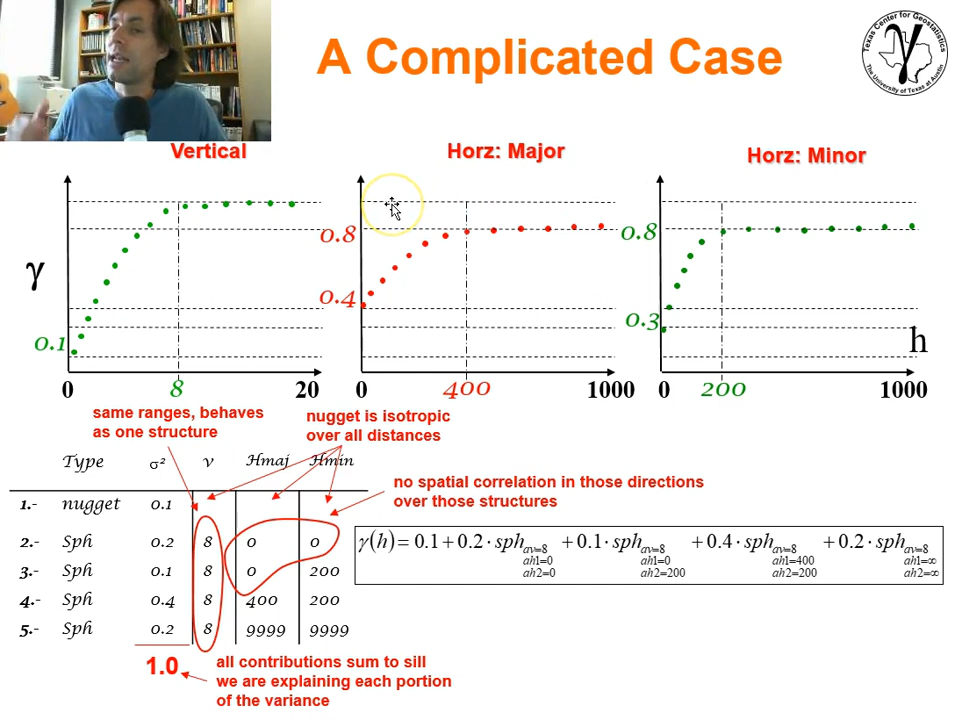 A Complicated Case
Texas Center for Geostatistics
The University of Texas at Austin
γ
Vertical
Horz: Major
Horz: Minor
γ
0.1
0.8
0.4
0.8
0.3
h
0 8 20
0 400 1000
0 200 1000
same ranges, behaves
as one structure
nugget is isotropic
over all distances
no spatial correlation in those directions
over those structures
Type σ² v Hmaj Hmin
1.- nugget 0.1
2.- Sph 0.2 8 0 0
3.- Sph 0.1 8 0 200
4.- Sph 0.4 8 400 200
5.- Sph 0.2 8 9999 9999
1.0
γ(h) = 0.1 + 0.2 · sph av=8 + 0.1 · sph av=8 + 0.4 · sph av=8 + 0.2 · sph av=8
ah1=0 ah1=0 ah1=400 ah1=∞
ah2=0 ah2=200 ah2=200 ah2=∞
all contributions sum to sill
we are explaining each portion
of the variance